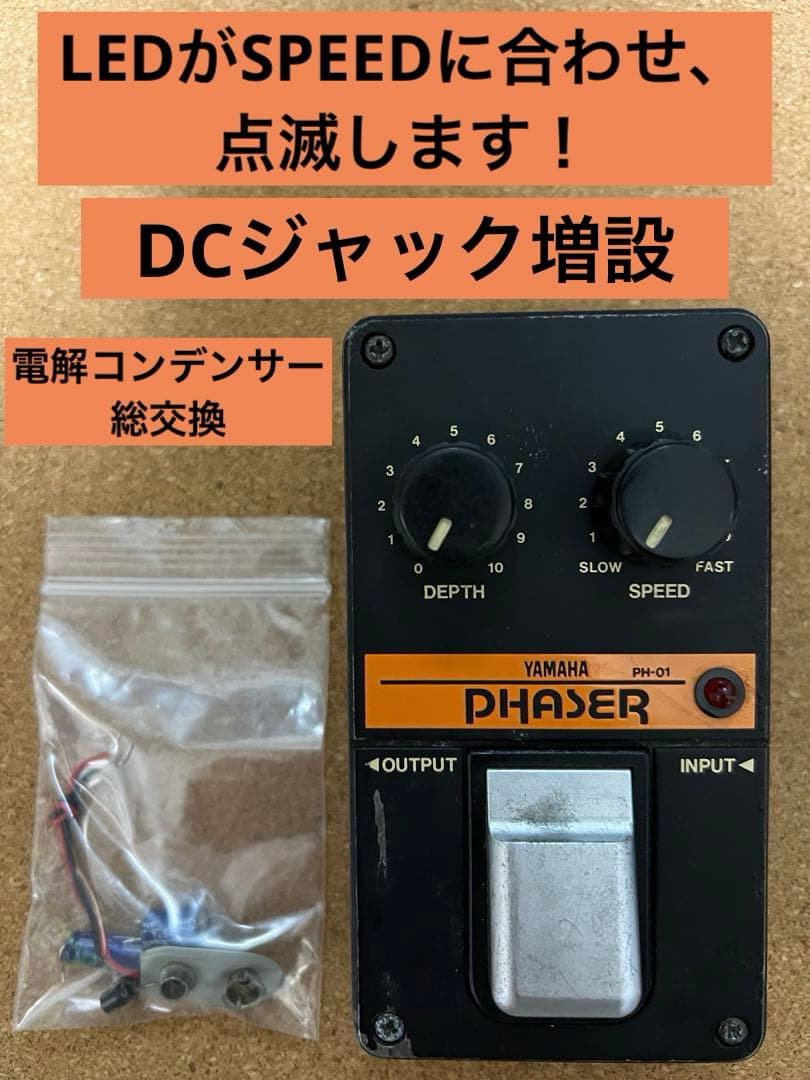 LEDがSPEEDに合わせ、
点滅します！
DCジャック増設
電解コンデンサー
総交換
0 1 2 3 4 5 6 7 8 9 10
DEPTH
1 2 3 4 5 6
SLOW FAST
SPEED
YAMAHA PH-01
PHASER
◀OUTPUT INPUT◀